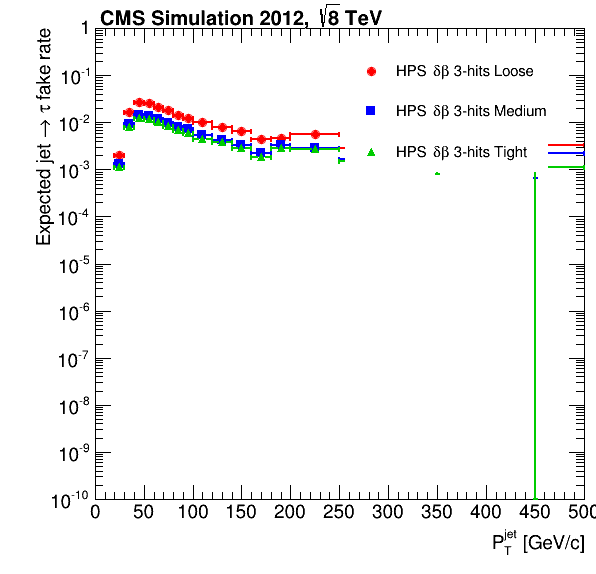 CMS Simulation 2012, √8 TeV
Expected jet → τ fake rate
1
10⁻¹
10⁻²
10⁻³
10⁻⁴
10⁻⁵
10⁻⁶
10⁻⁷
10⁻⁸
10⁻⁹
10⁻¹⁰
HPS δβ 3-hits Loose
HPS δβ 3-hits Medium
HPS δβ 3-hits Tight
0 50 100 150 200 250 300 350 400 450 500
P_T^jet [GeV/c]